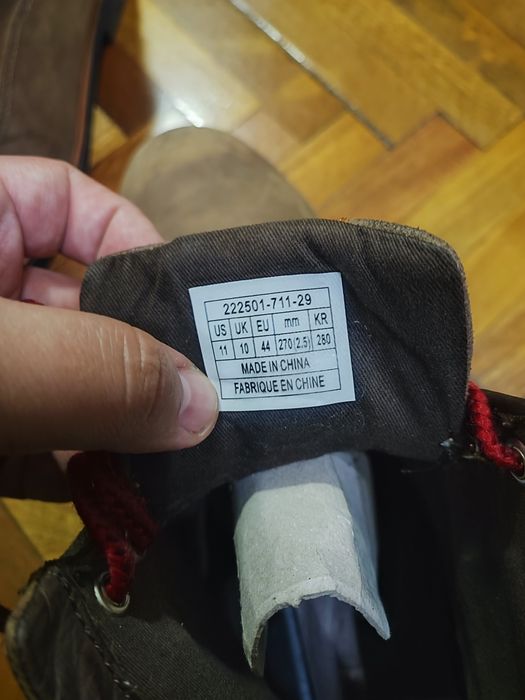 222501-711-29
US UK EU mm KR
11 10 44 270(2.5) 280
MADE IN CHINA
FABRIQUE EN CHINE